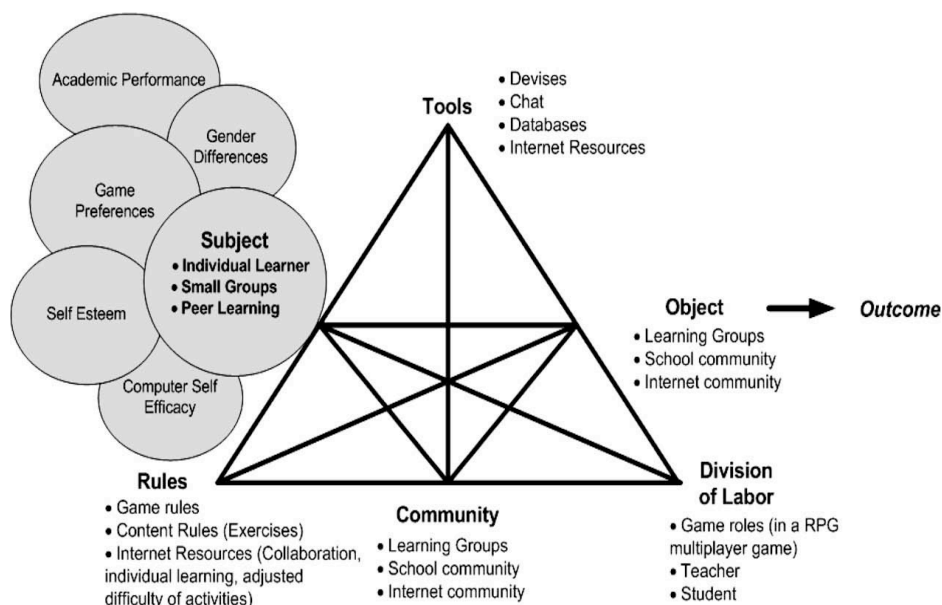 Academic Performance
Gender
Differences
Game
Preferences
Subject
• Individual Learner
• Small Groups
• Peer Learning
Self Esteem
Computer Self
Efficacy
Tools
• Devises
• Chat
• Databases
• Internet Resources
Object
• Learning Groups
• School community
• Internet community
Outcome
Rules
• Game rules
• Content Rules (Exercises)
• Internet Resources (Collaboration,
individual learning, adjusted
difficulty of activities)
Community
• Learning Groups
• School community
• Internet community
Division
of Labor
• Game roles (in a RPG
multiplayer game)
• Teacher
• Student